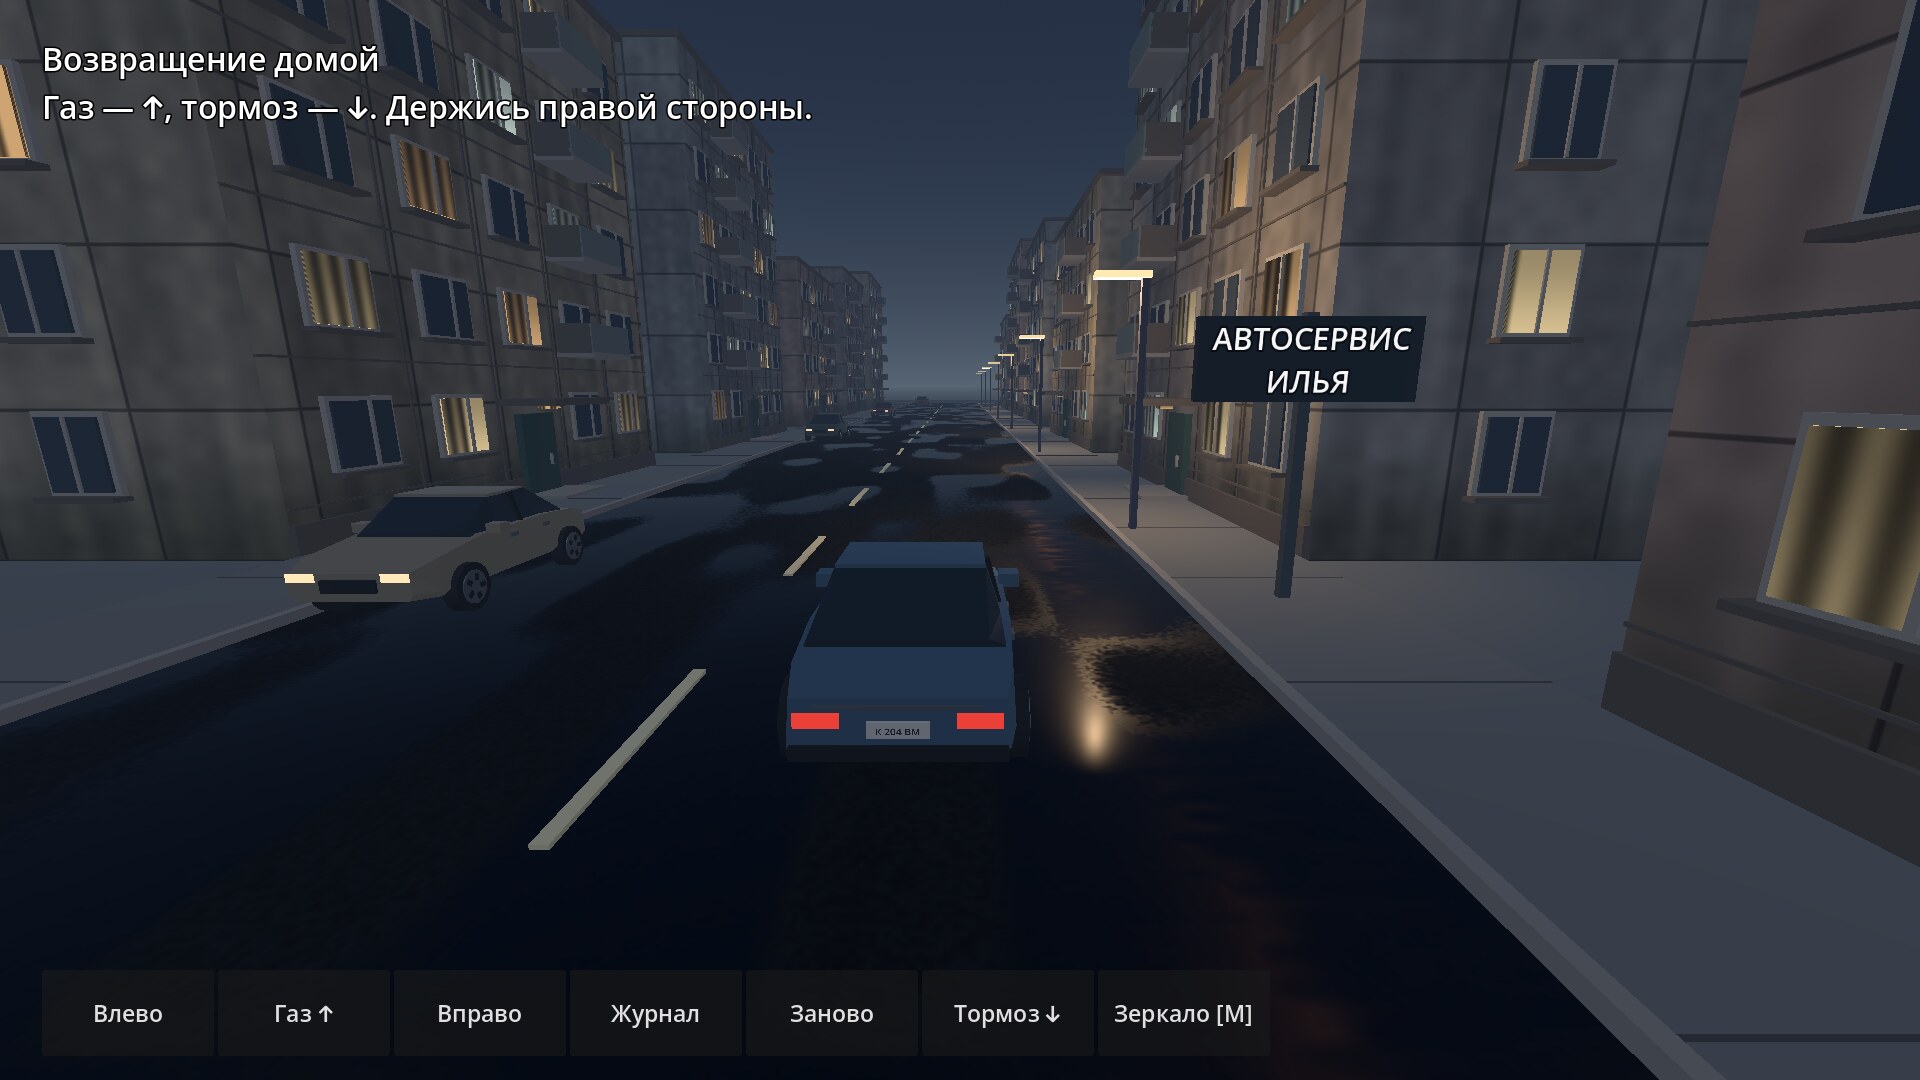 Возвращение домой
Газ — ↑, тормоз — ↓. Держись правой стороны.
АВТОСЕРВИС
ИЛЬЯ
К 204 ВМ
Влево
Газ ↑
Вправо
Журнал
Заново
Тормоз ↓
Зеркало [M]